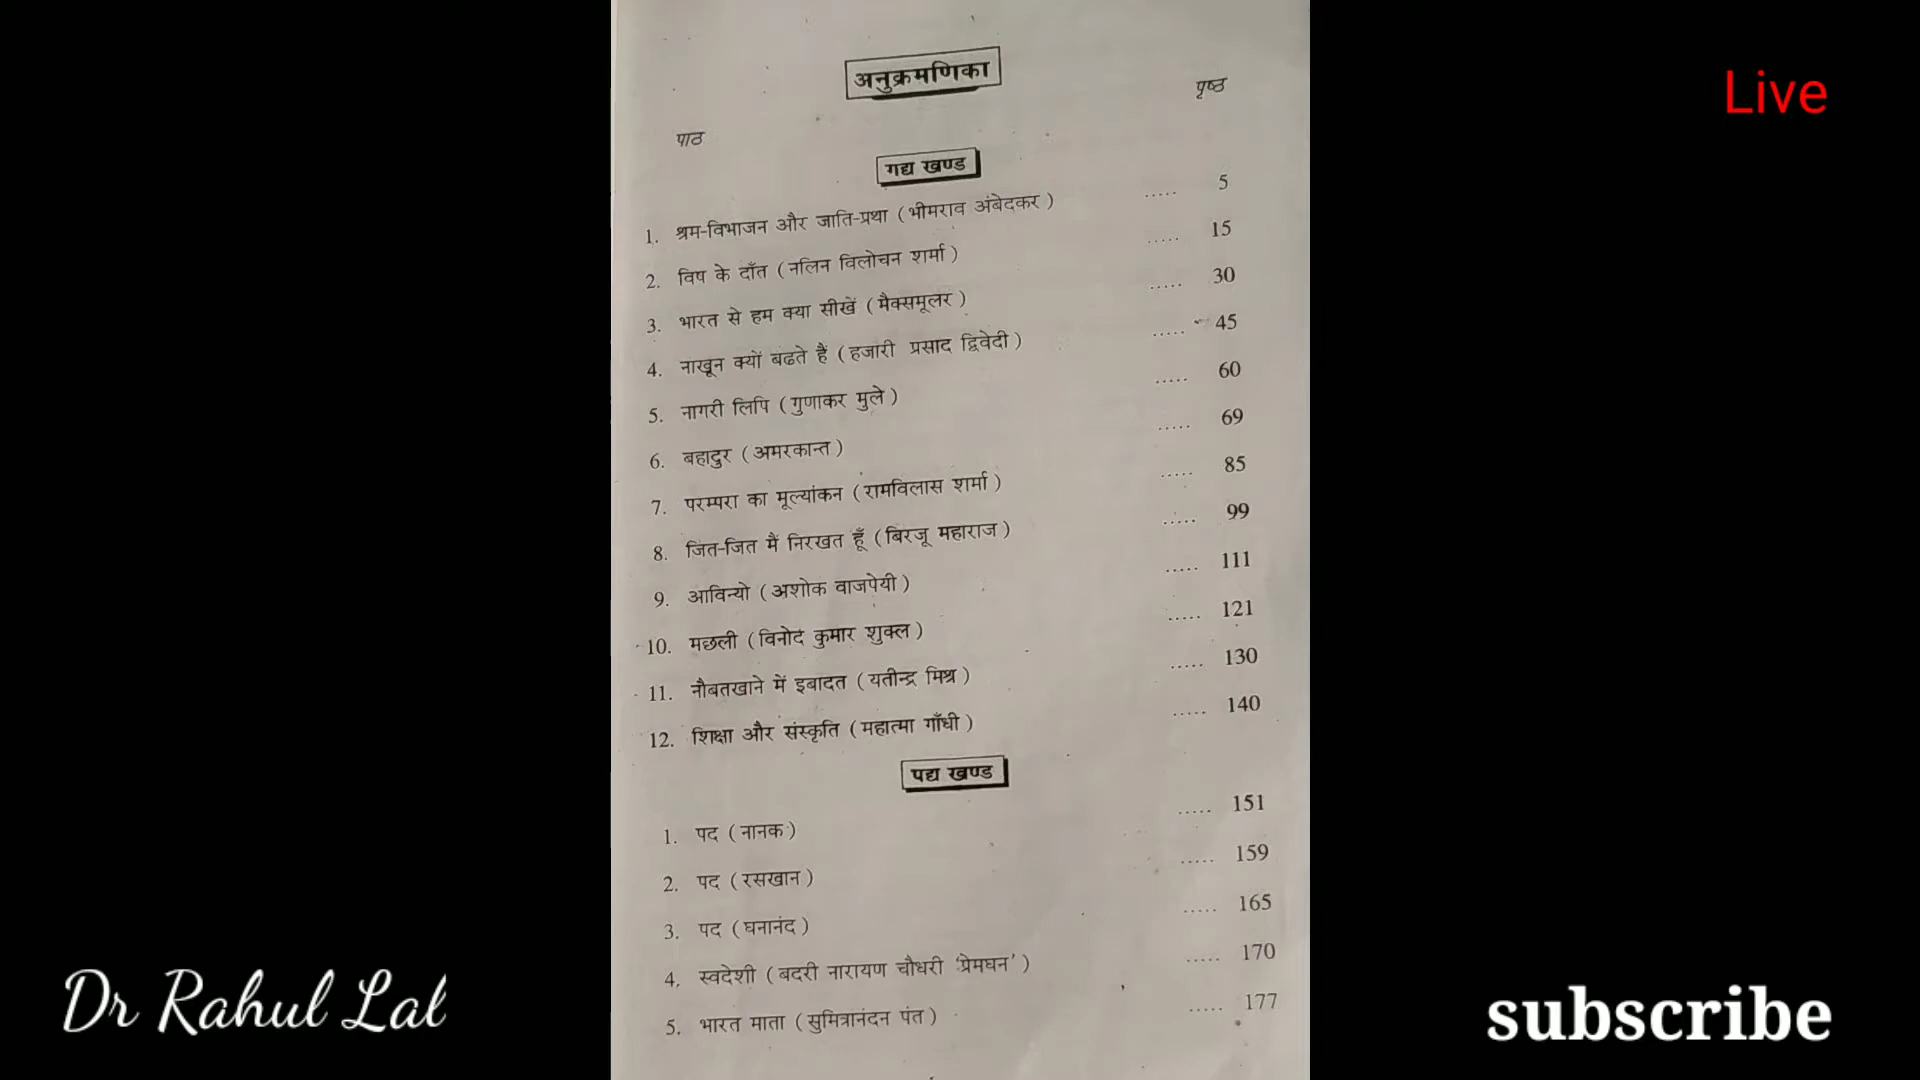 अनुक्रमणिका
पृष्ठ
Live
पाठ
गद्य खण्ड
1. श्रम-विभाजन और जाति-प्रथा ( भीमराव अंबेदकर ) ..... 5
2. विष के दाँत ( नलिन विलोचन शर्मा ) ..... 15
3. भारत से हम क्या सीखें ( मैक्समूलर ) ..... 30
4. नाखून क्यों बढते हैं ( हजारी प्रसाद द्विवेदी ) ..... 45
5. नागरी लिपि ( गुणाकर मुले ) ..... 60
6. बहादुर ( अमरकान्त ) ..... 69
7. परम्परा का मूल्यांकन ( रामविलास शर्मा ) ..... 85
8. जित-जित मैं निरखत हूँ ( बिरजू महाराज ) ..... 99
9. आविन्यो ( अशोक वाजपेयी ) ..... 111
10. मछली ( विनोद कुमार शुक्ल ) ..... 121
11. नौबतखाने में इबादत ( यतीन्द्र मिश्र ) ..... 130
12. शिक्षा और संस्कृति ( महात्मा गाँधी ) ..... 140
पद्य खण्ड
1. पद ( नानक ) ..... 151
2. पद ( रसखान ) ..... 159
3. पद ( घनानंद ) ..... 165
4. स्वदेशी ( बदरी नारायण चौधरी 'प्रेमघन' ) ..... 170
5. भारत माता ( सुमित्रानंदन पंत ) ..... 177
Dr Rahul Lal
subscribe